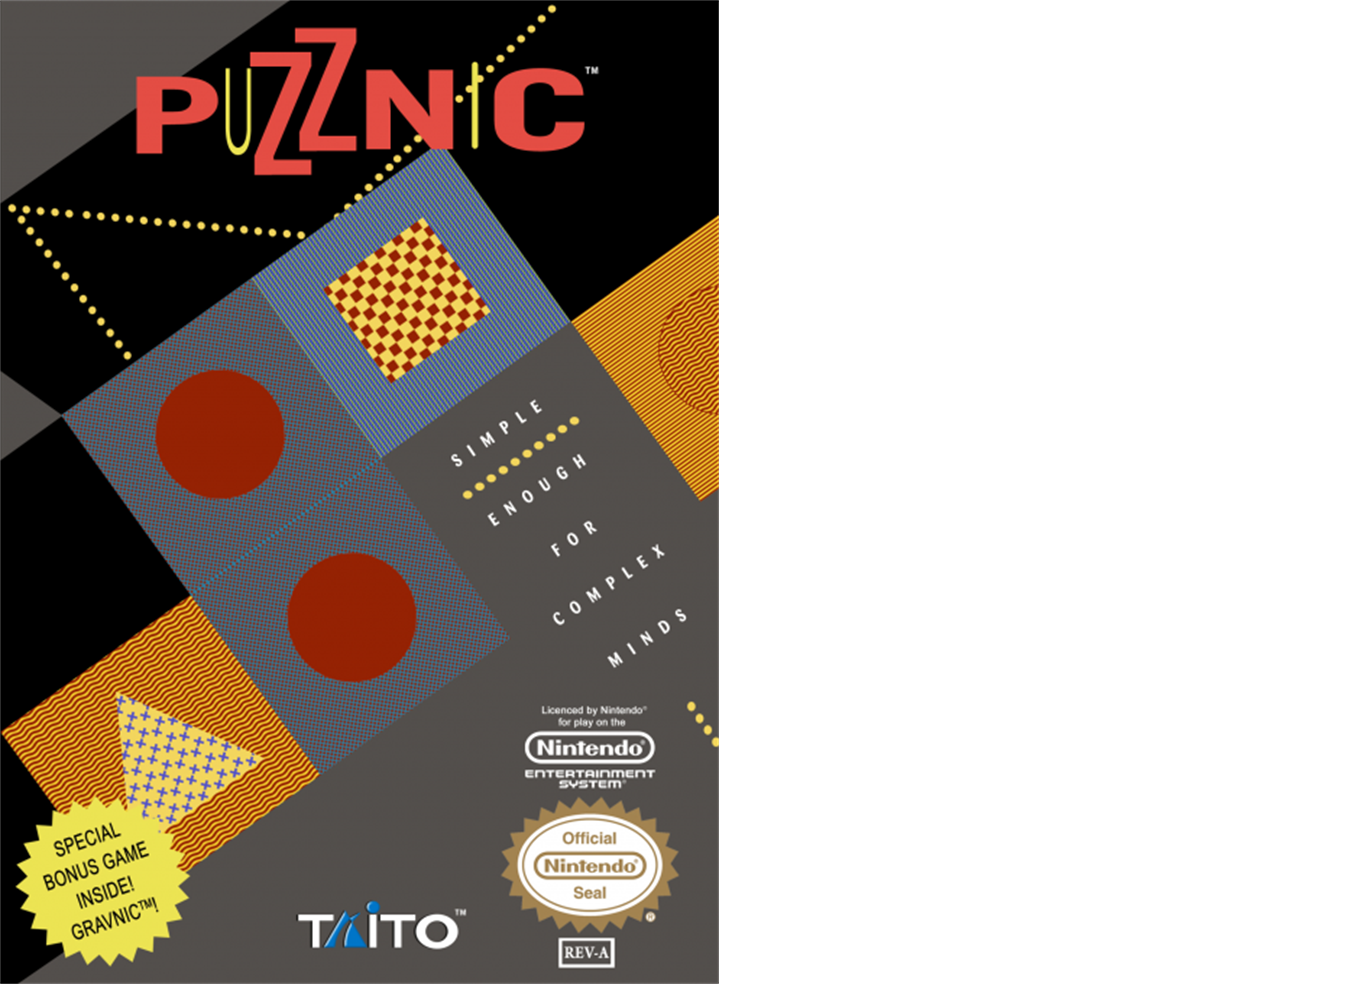 PUZZNIC™
SIMPLE
ENOUGH
FOR
COMPLEX
MINDS
Licenced by Nintendo®
for play on the
Nintendo®
ENTERTAINMENT
SYSTEM®
Official
Nintendo®
Seal
®
REV-A
SPECIAL
BONUS GAME
INSIDE!
GRAVNIC™!
TAITO™